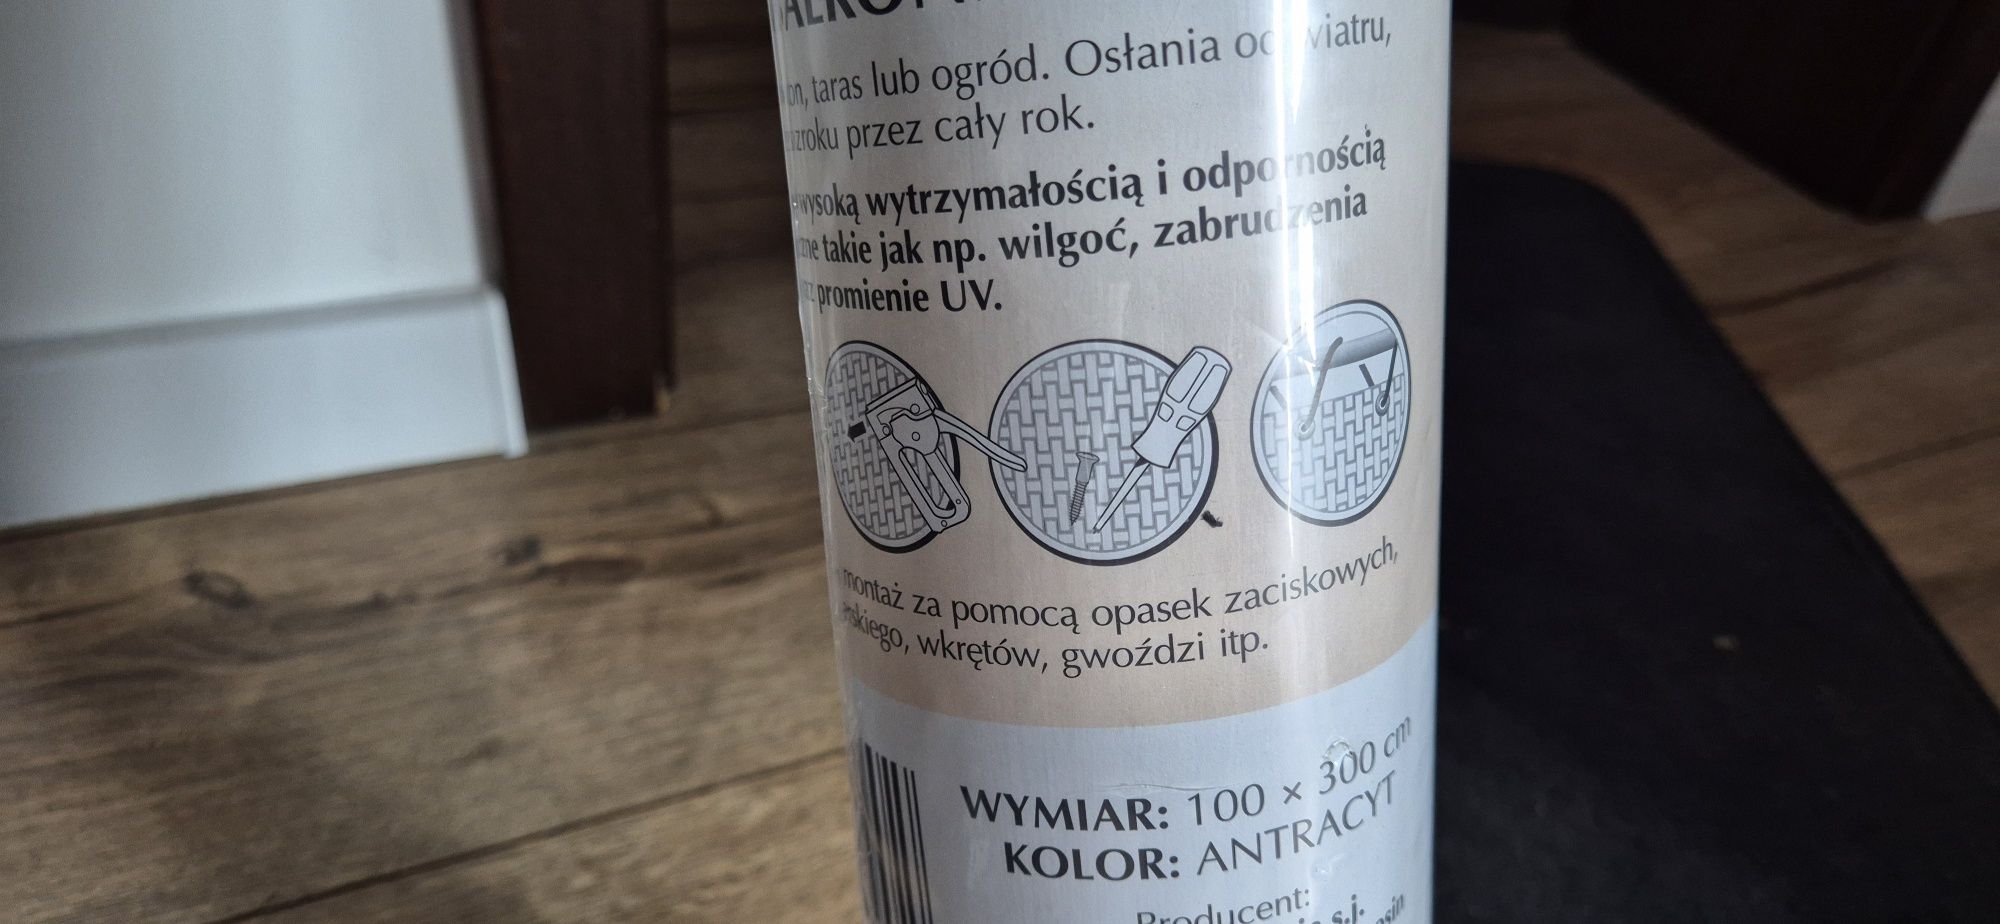 taras lub ogród. Osłania od wiatru,
przez cały rok.
wysoką wytrzymałością i odpornością
takie jak np. wilgoć, zabrudzenia
promienie UV.
montaż za pomocą opasek zaciskowych,
wkrętów, gwoździ itp.
WYMIAR: 100 × 300 cm
KOLOR: ANTRACYT
Producent:
s.j.